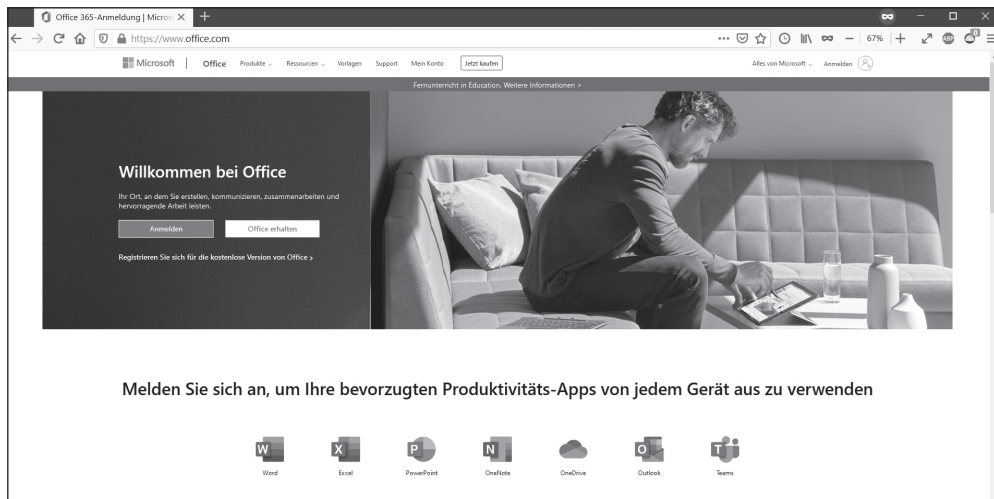 Office 365-Anmeldung | Micros
https://www.office.com
67%
ABP
0
Microsoft | Office Produkte Ressourcen Vorlagen Support Mein Konto Jetzt kaufen Alles von Microsoft Anmelden
Fernunterricht in Education. Weitere Informationen >
Willkommen bei Office
Ihr Ort, an dem Sie erstellen, kommunizieren, zusammenarbeiten und
hervorragende Arbeit leisten.
Anmelden Office erhalten
Registrieren Sie sich für die kostenlose Version von Office >
Melden Sie sich an, um Ihre bevorzugten Produktivitäts-Apps von jedem Gerät aus zu verwenden
W X P N O T
Word Excel PowerPoint OneNote OneDrive Outlook Teams